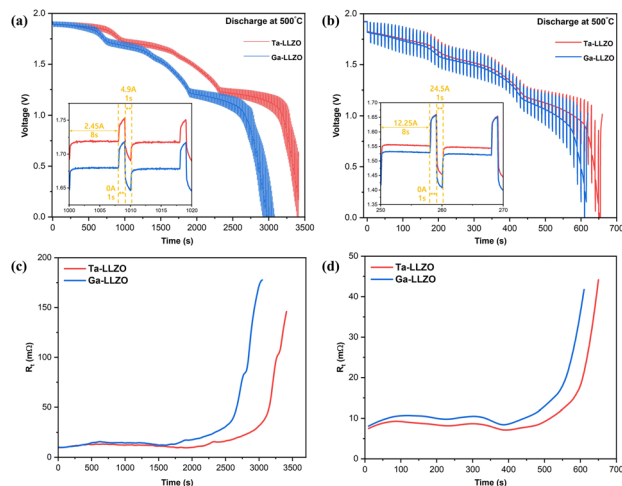 (a)
Discharge at 500°C
Ta-LLZO
Ga-LLZO
Voltage (V)
2.0
1.5
1.0
0.5
0.0
4.9A
1s
2.45A
8s
0A
1s
1.75
1.70
1.65
1000
1005
1010
1015
1020
0
500
1000
1500
2000
2500
3000
3500
Time (s)
(b)
Discharge at 500°C
Ta-LLZO
Ga-LLZO
Voltage (V)
2.0
1.5
1.0
0.5
0.0
24.5A
1s
12.25A
8s
0A
1s
1.70
1.65
1.60
1.55
1.50
1.45
1.40
1.35
250
260
270
0
100
200
300
400
500
600
700
Time (s)
(c)
Ta-LLZO
Ga-LLZO
Rt (mΩ)
200
150
100
50
0
0
500
1000
1500
2000
2500
3000
3500
Time (s)
(d)
Ta-LLZO
Ga-LLZO
Rt (mΩ)
50
40
30
20
10
0
0
100
200
300
400
500
600
700
Time (s)